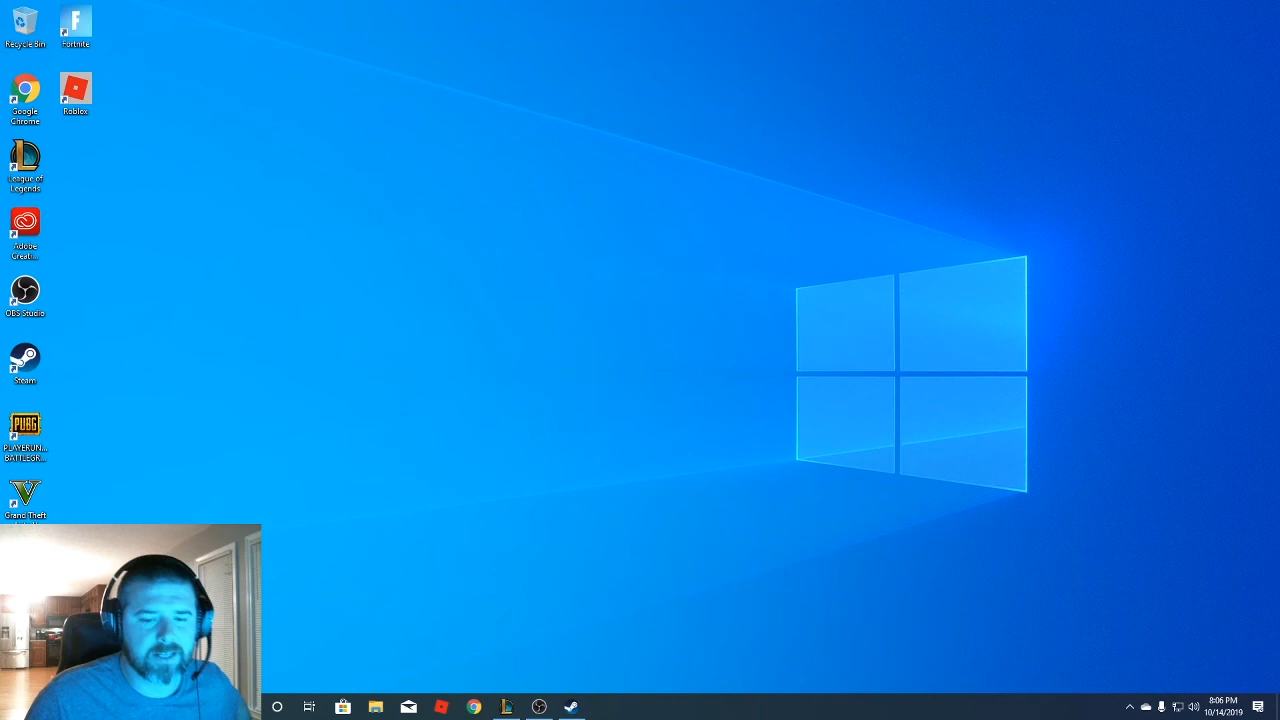 Recycle Bin
Fortnite
Google
Chrome
Roblox
League of
Legends
Adobe
Creati...
OBS Studio
Steam
PUBG
PLAYERUN...
BATTLEGR...
Grand Theft
8:06 PM
10/14/2019